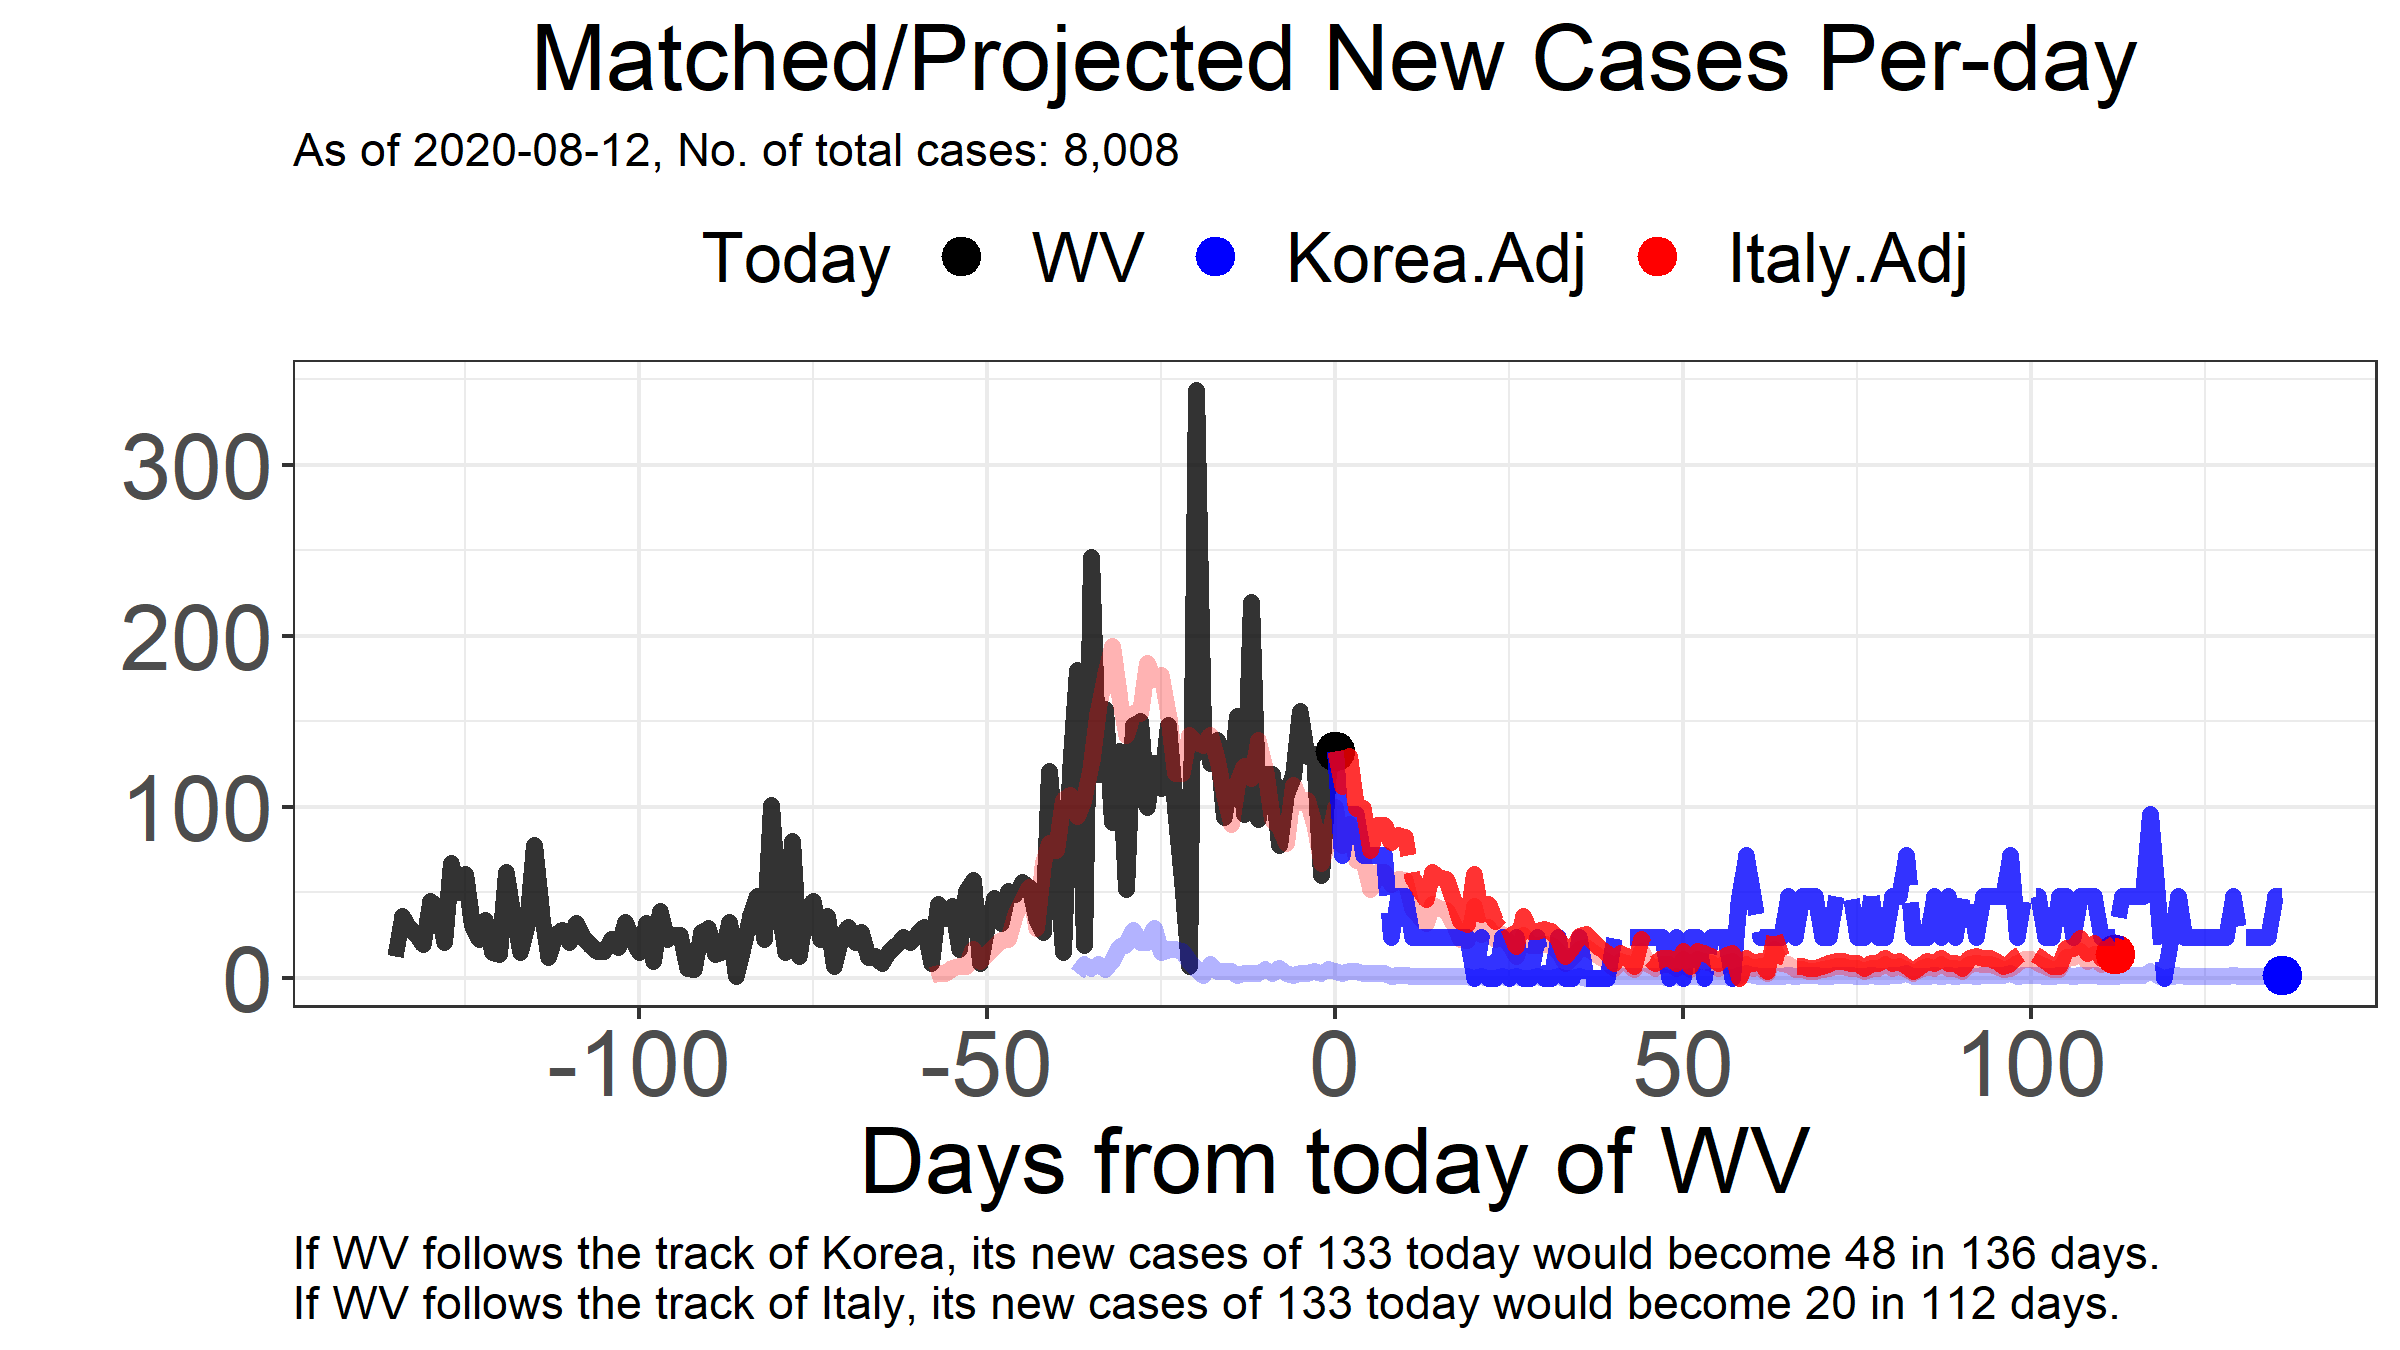 Matched/Projected New Cases Per-day
As of 2020-08-12, No. of total cases: 8,008
Today WV Korea.Adj Italy.Adj
300
200
100
0
-100 -50 0 50 100
Days from today of WV
If WV follows the track of Korea, its new cases of 133 today would become 48 in 136 days.
If WV follows the track of Italy, its new cases of 133 today would become 20 in 112 days.